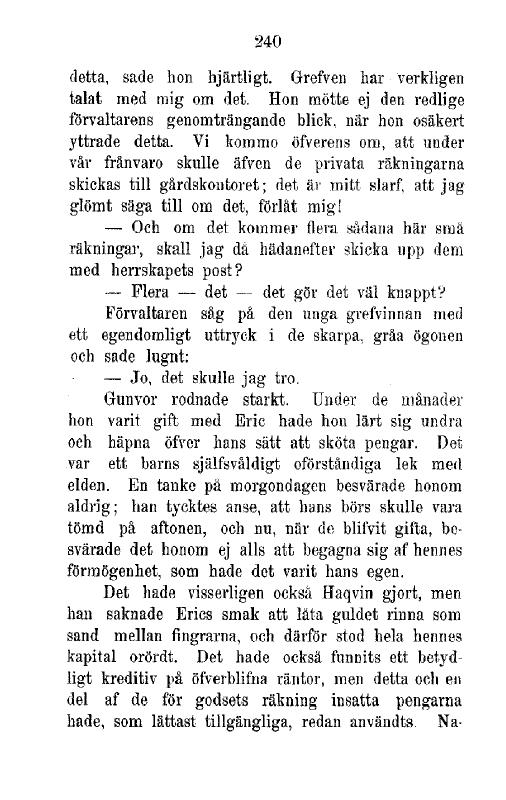 240
detta, sade hon hjärtligt. Grefven har verkligen
talat med mig om det. Hon mötte ej den redlige
förvaltarens genomträngande blick, när hon osäkert
yttrade detta. Vi kommo öfverens om, att under
vår frånvaro skulle äfven de privata räkningarna
skickas till gårdskontoret; det är mitt slarf, att jag
glömt säga till om det, förlåt mig!
— Och om det kommer flera sådana här små
räkningar, skall jag då hädanefter skicka upp dem
med herrskapets post?
— Flera — det — det gör det väl knappt?
Förvaltaren såg på den unga grefvinnan med
ett egendomligt uttryck i de skarpa, gråa ögonen
och sade lugnt:
— Jo, det skulle jag tro.
Gunvor rodnade starkt. Under de månader
hon varit gift med Eric hade hon lärt sig undra
och häpna öfver hans sätt att sköta pengar. Det
var ett barns själfsvåldigt oförståndiga lek med
elden. En tanke på morgondagen besvärade honom
aldrig; han tycktes anse, att hans börs skulle vara
tömd på aftonen, och nu, när de blifvit gifta, be-
svärade det honom ej alls att begagna sig af hennes
förmögenhet, som hade det varit hans egen.
Det hade visserligen också Haqvin gjort, men
han saknade Erics smak att låta guldet rinna som
sand mellan fingrarna, och därför stod hela hennes
kapital orördt. Det hade också funnits ett betyd-
ligt kreditiv på öfverblifna räntor, men detta och en
del af de för godsets räkning insatta pengarna
hade, som lättast tillgängliga, redan användts. Na-